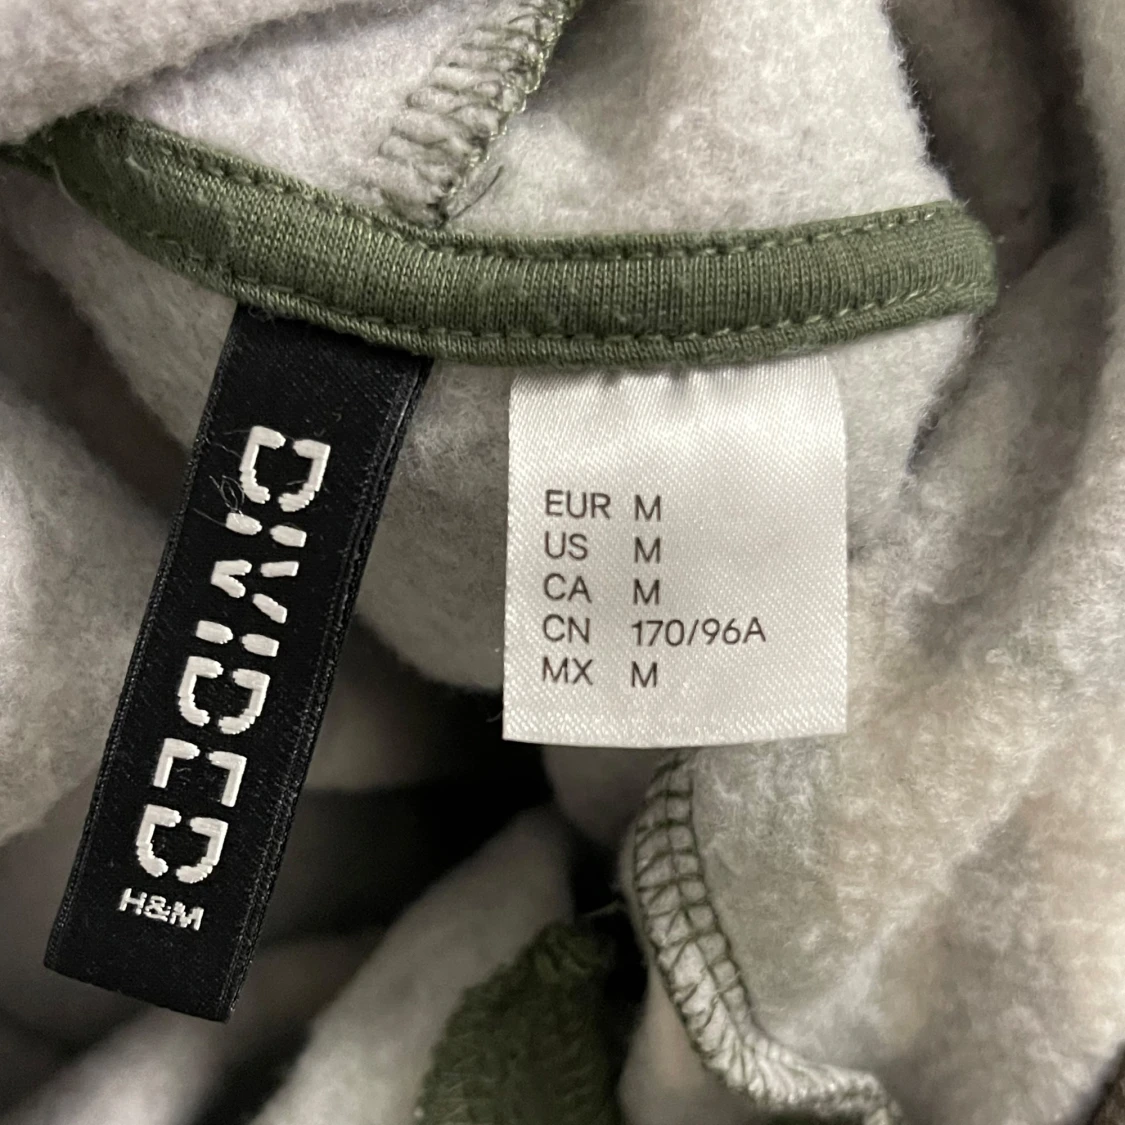 DIVIDED
H&M
EUR M
US M
CA M
CN 170/96A
MX M